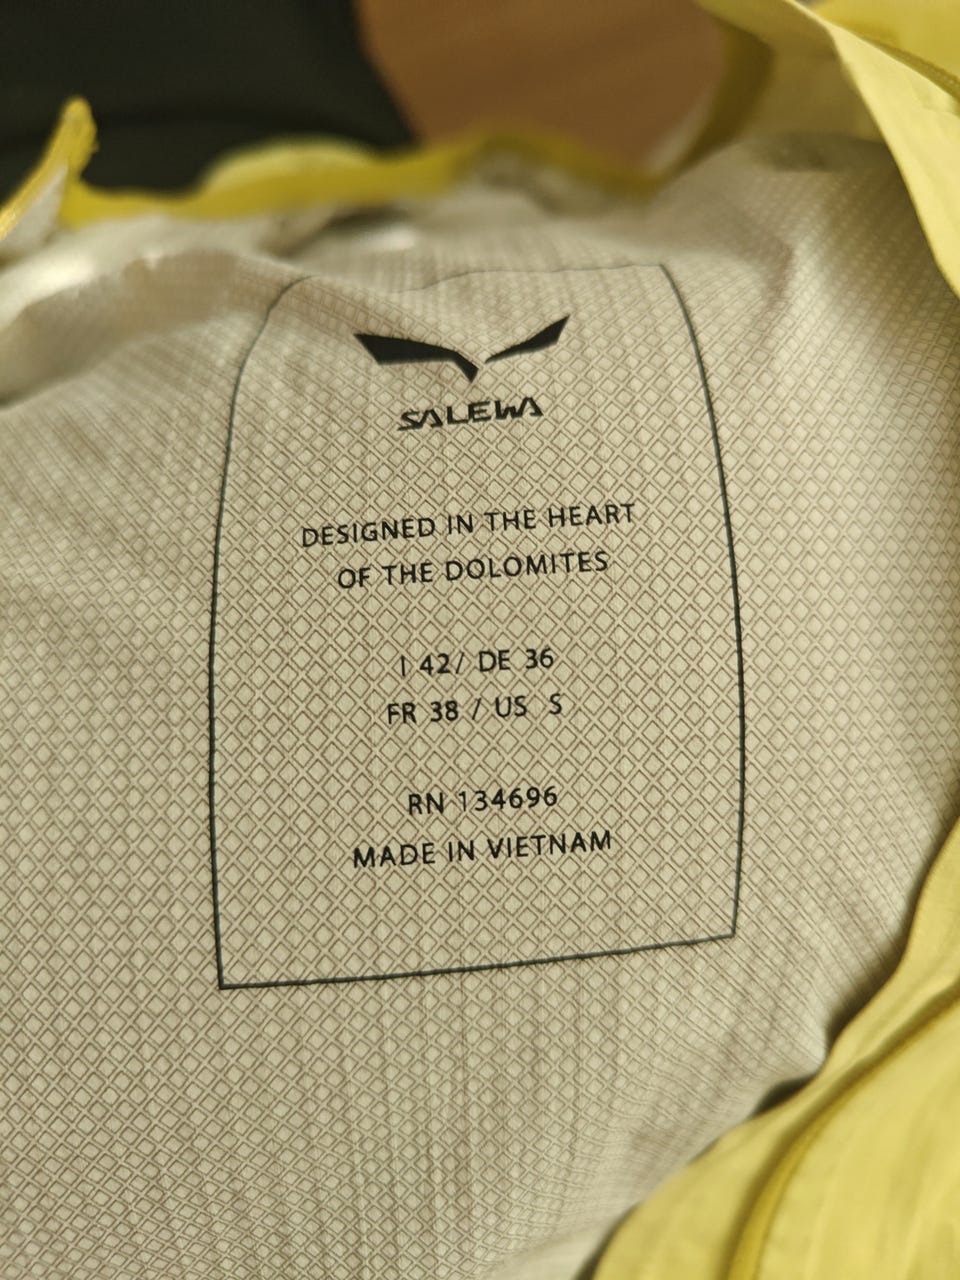 SALEWA
DESIGNED IN THE HEART
OF THE DOLOMITES
I 42/ DE 36
FR 38 / US S
RN 134696
MADE IN VIETNAM